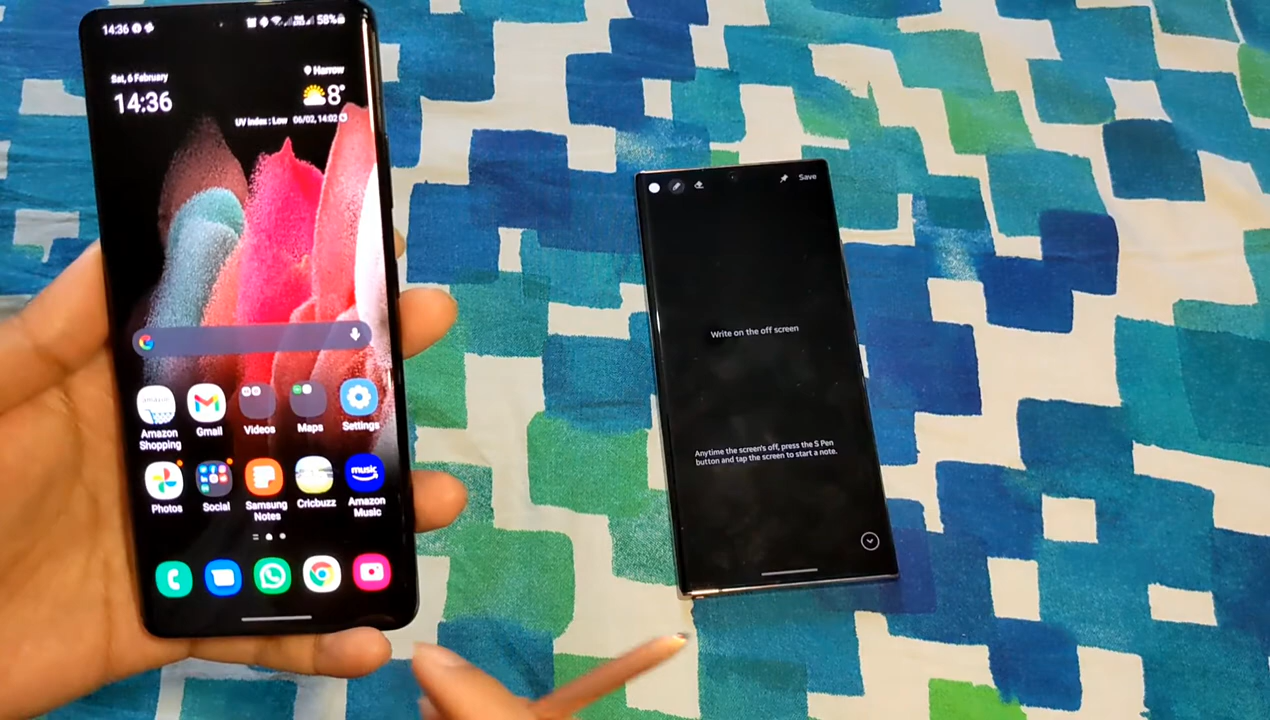 14:36
58%
Sat, 6 February
14:36
Harrow
8°
UV index : Low 06/02, 14:02
amazon
Amazon
Shopping
Gmail
Videos
Maps
Settings
music
Photos
Social
Samsung
Notes
Cricbuzz
Amazon
Music
Save
Write on the off screen
Anytime the screen's off, press the S Pen
button and tap the screen to start a note.